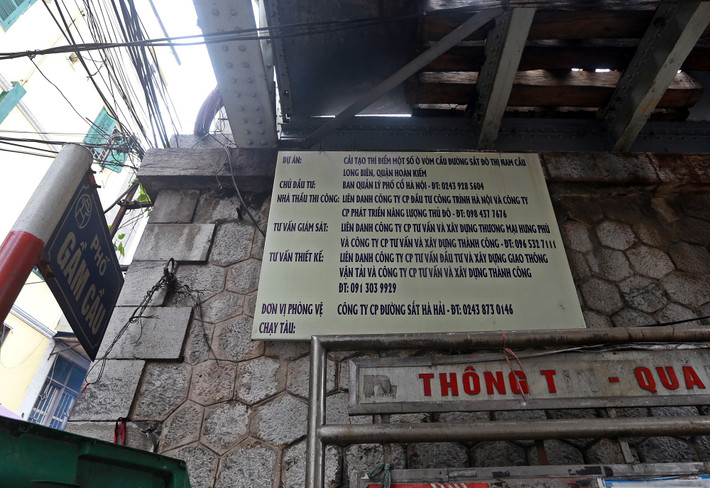 PHỐ
GẦM CẦU
DỰ ÁN: CẢI TẠO THÍ ĐIỂM MỘT SỐ Ô VÒM CẦU ĐƯỜNG SẮT ĐÔ THỊ NAM CẦU
LONG BIÊN, QUẬN HOÀN KIẾM
CHỦ ĐẦU TƯ: BAN QUẢN LÝ PHỐ CỔ HÀ NỘI - ĐT: 0243 928 5604
NHÀ THẦU THI CÔNG: LIÊN DANH CÔNG TY CP ĐẦU TƯ CÔNG TRÌNH HÀ NỘI VÀ CÔNG TY
CP PHÁT TRIỂN NĂNG LƯỢNG THỦ ĐÔ - ĐT: 098 437 7676
TƯ VẤN GIÁM SÁT: LIÊN DANH CÔNG TY CP TƯ VẤN VÀ XÂY DỰNG THƯƠNG MẠI HƯNG PHÚ
VÀ CÔNG TY CP TƯ VẤN VÀ XÂY DỰNG THÀNH CÔNG - ĐT: 096 532 7111
TƯ VẤN THIẾT KẾ: LIÊN DANH CÔNG TY CP TƯ VẤN ĐẦU TƯ VÀ XÂY DỰNG GIAO THÔNG
VẬN TẢI VÀ CÔNG TY CP TƯ VẤN VÀ XÂY DỰNG THÀNH CÔNG
ĐT: 091 303 9929
ĐƠN VỊ PHÒNG VỆ CÔNG TY CP ĐƯỜNG SẮT HÀ HẢI - ĐT: 0243 873 0146
CHẠY TÀU:
THÔNG - QUÁ